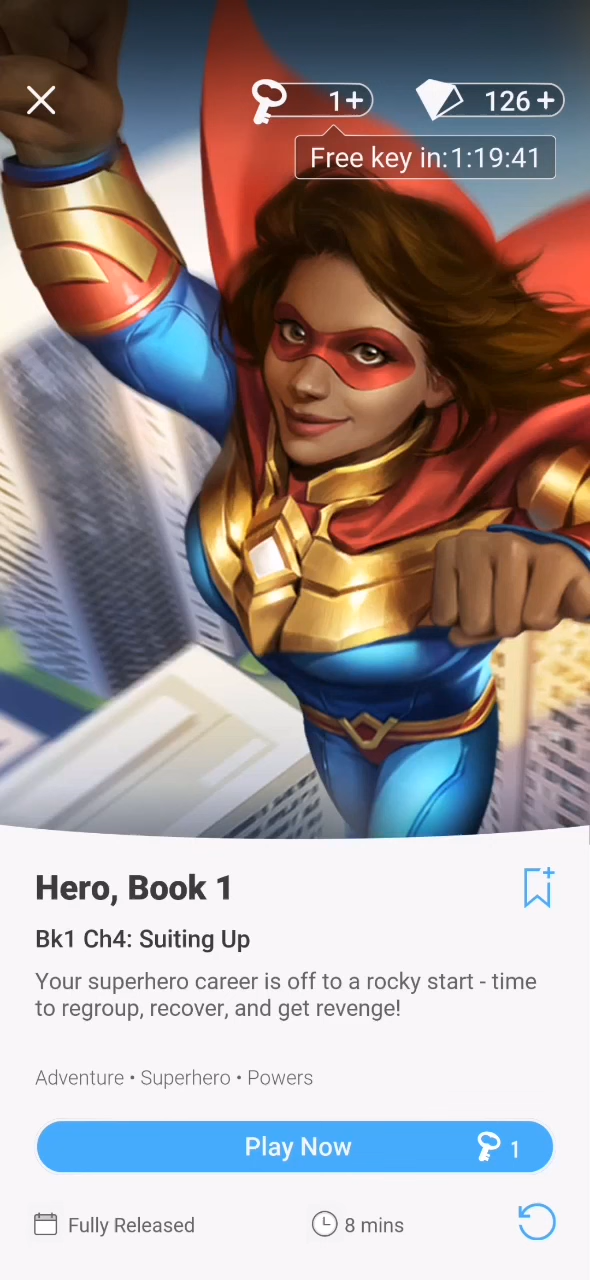 1+
126 +
Free key in:1:19:41
Hero, Book 1
Bk1 Ch4: Suiting Up
Your superhero career is off to a rocky start - time
to regroup, recover, and get revenge!
Adventure • Superhero • Powers
Play Now 1
Fully Released 8 mins